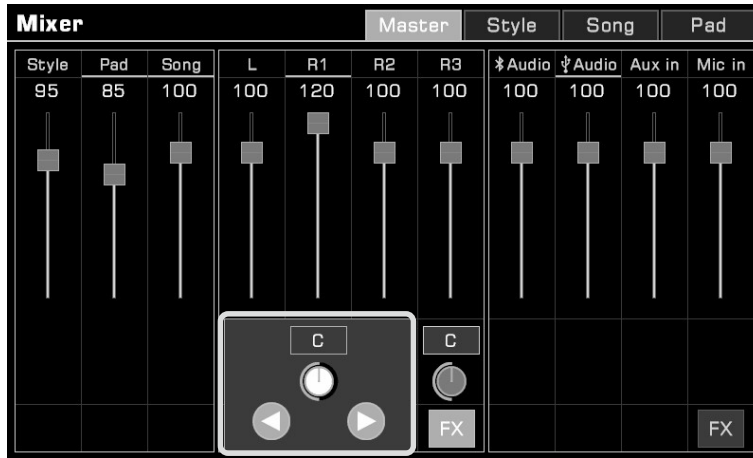 Mixer Master Style Song Pad
Style Pad Song L R1 R2 R3 Audio Audio Aux in Mic in
95 85 100 100 120 100 100 100 100 100 100
C C
FX FX